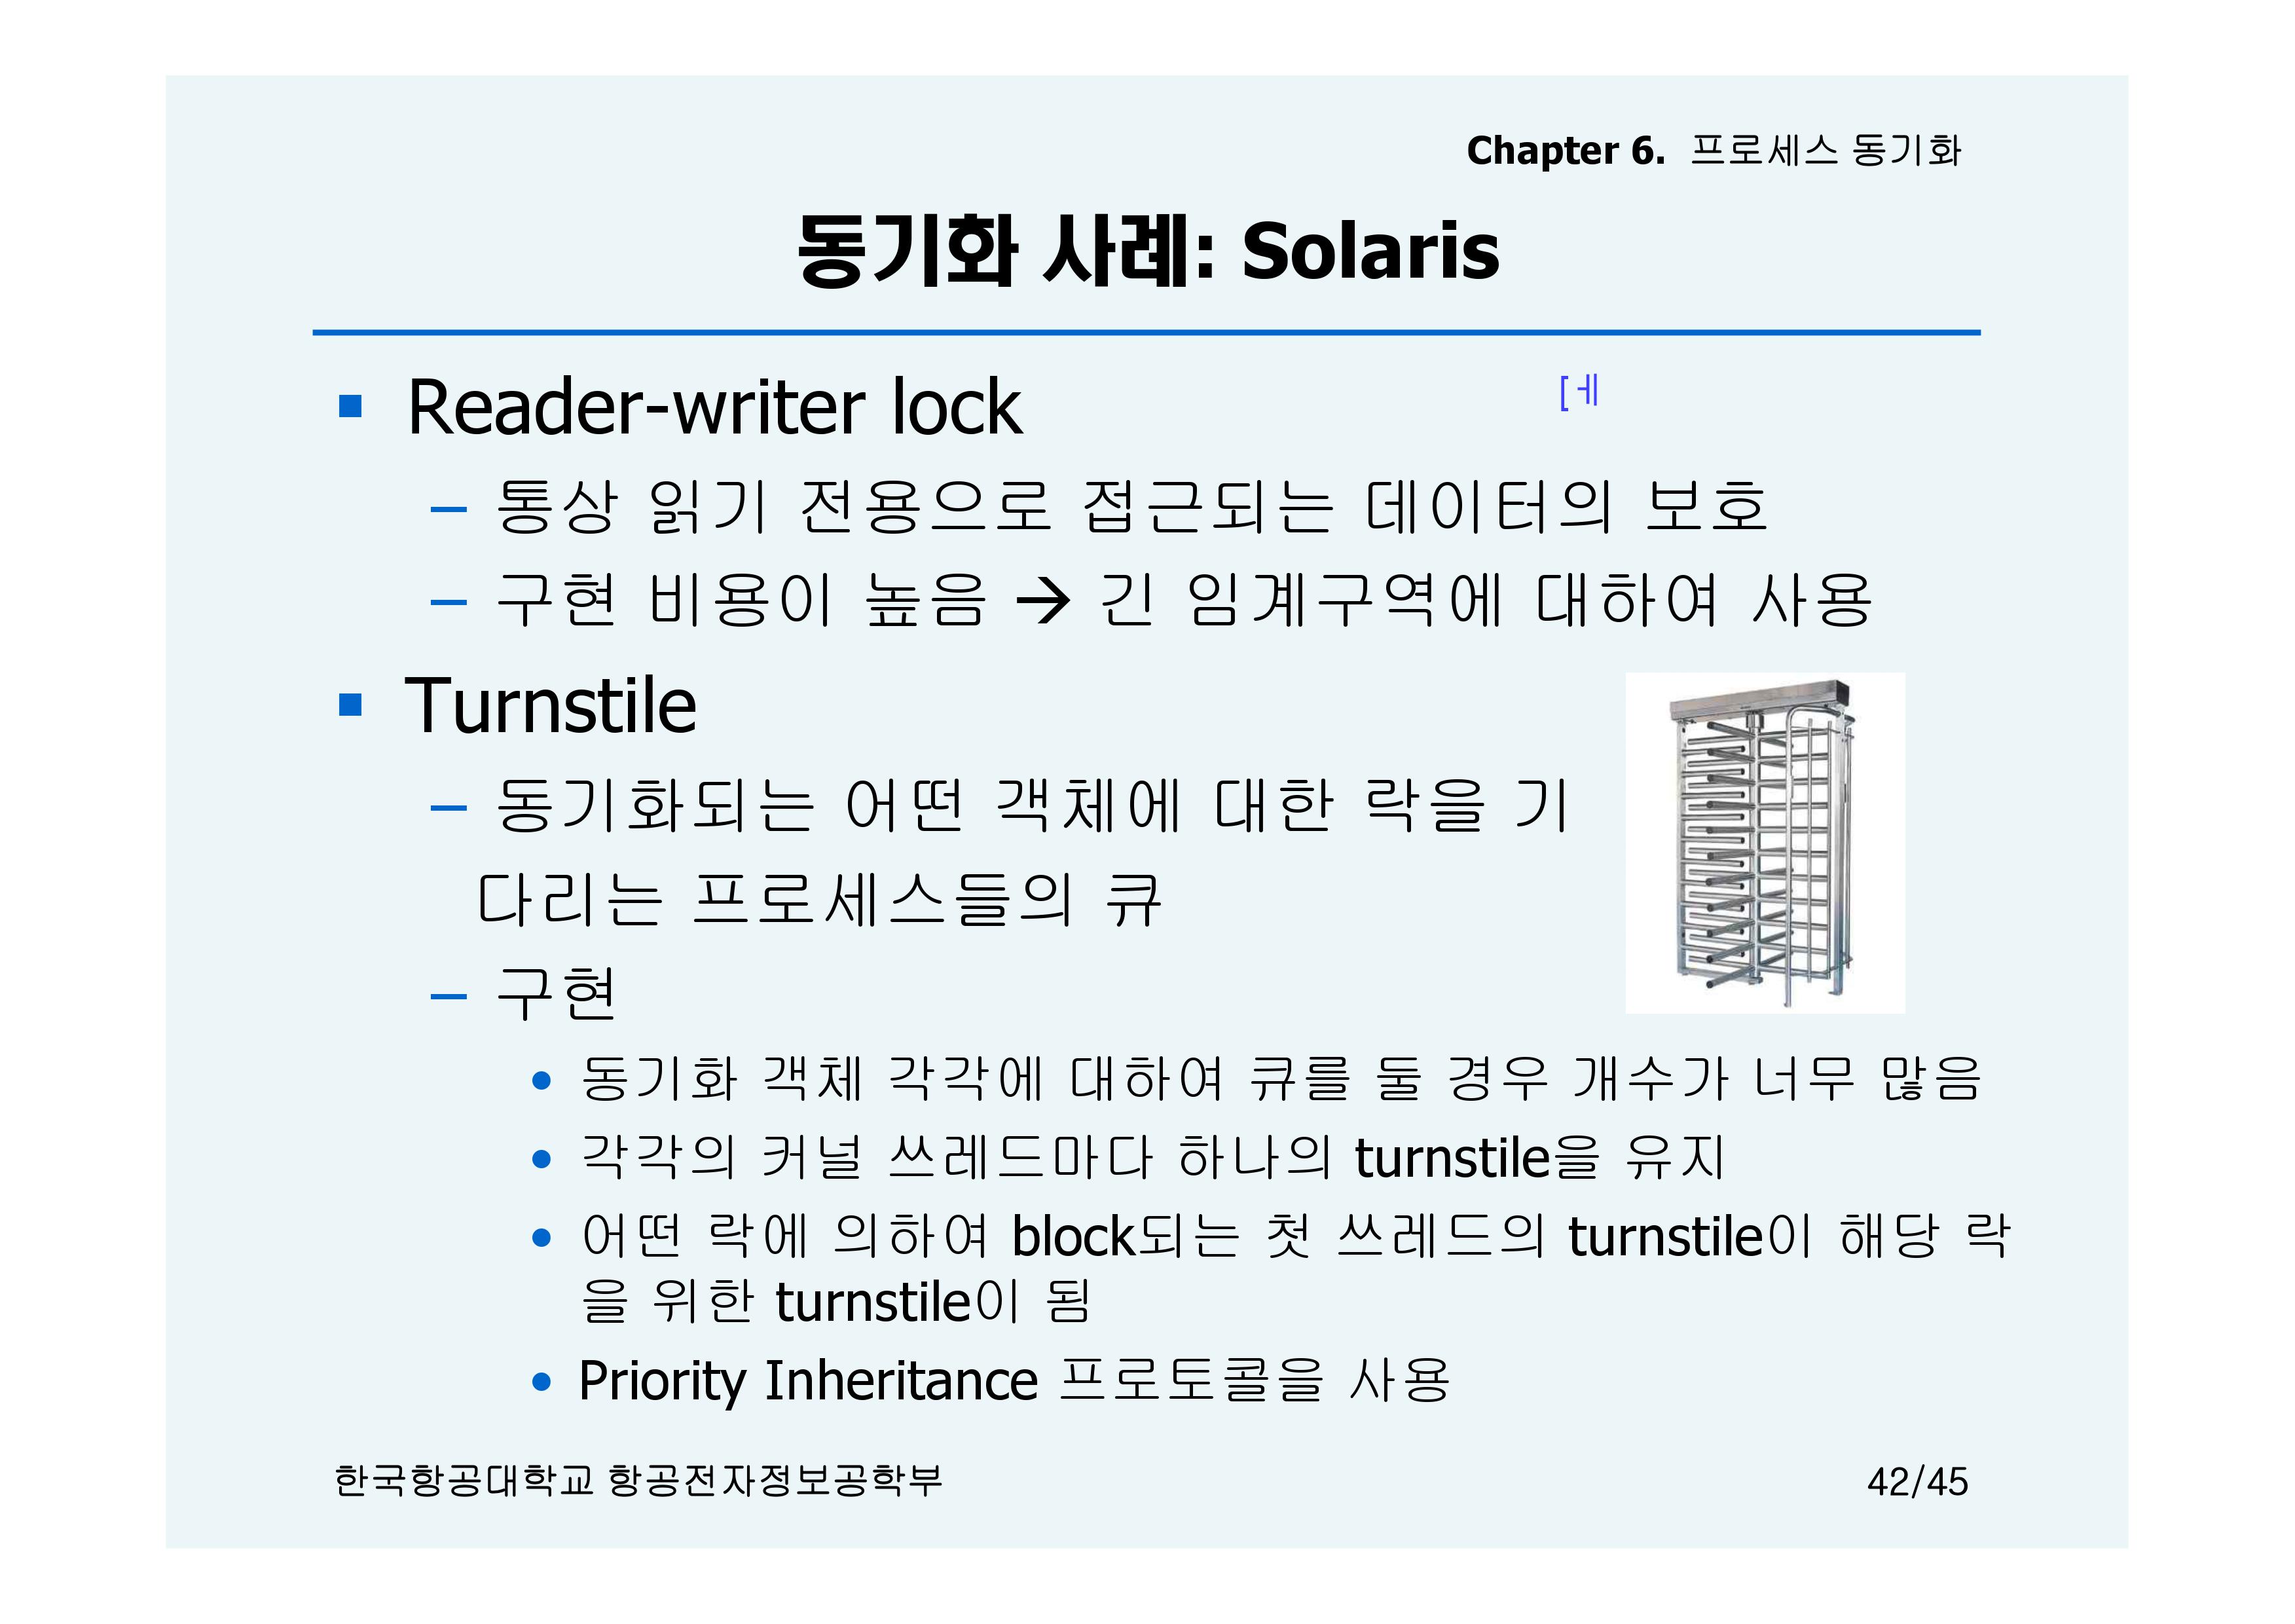 Chapter 6. 프로세스 동기화
동기화 사례: Solaris
Reader-writer lock
– 통상 읽기 전용으로 접근되는 데이터의 보호
– 구현 비용이 높음 → 긴 임계구역에 대하여 사용
Turnstile
– 동기화되는 어떤 객체에 대한 락을 기
다리는 프로세스들의 큐
– 구현
• 동기화 객체 각각에 대하여 큐를 둘 경우 개수가 너무 많음
• 각각의 커널 쓰레드마다 하나의 turnstile을 유지
• 어떤 락에 의하여 block되는 첫 쓰레드의 turnstile이 해당 락
을 위한 turnstile이 됨
• Priority Inheritance 프로토콜을 사용
한국항공대학교 항공전자정보공학부
42/45